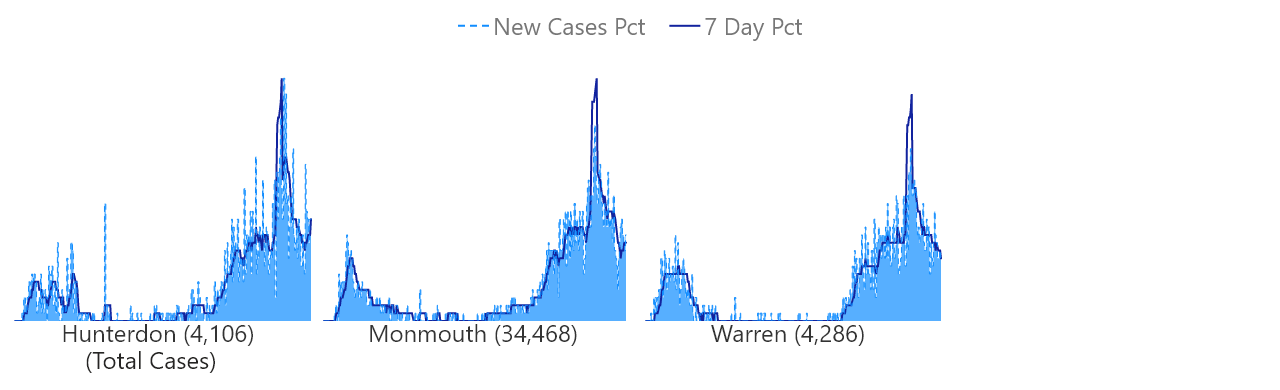 New Cases Pct 7 Day Pct
Hunterdon (4,106) Monmouth (34,468) Warren (4,286)
(Total Cases)